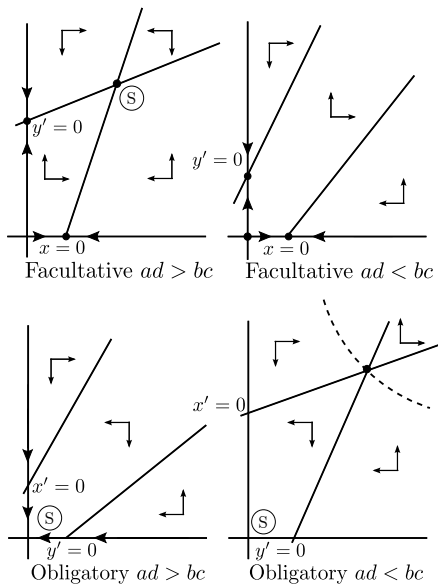 S
y′ = 0
x = 0
Facultative ad > bc
y′ = 0
x = 0
Facultative ad < bc
x′ = 0
S
y′ = 0
Obligatory ad > bc
x′ = 0
S
y′ = 0
Obligatory ad < bc